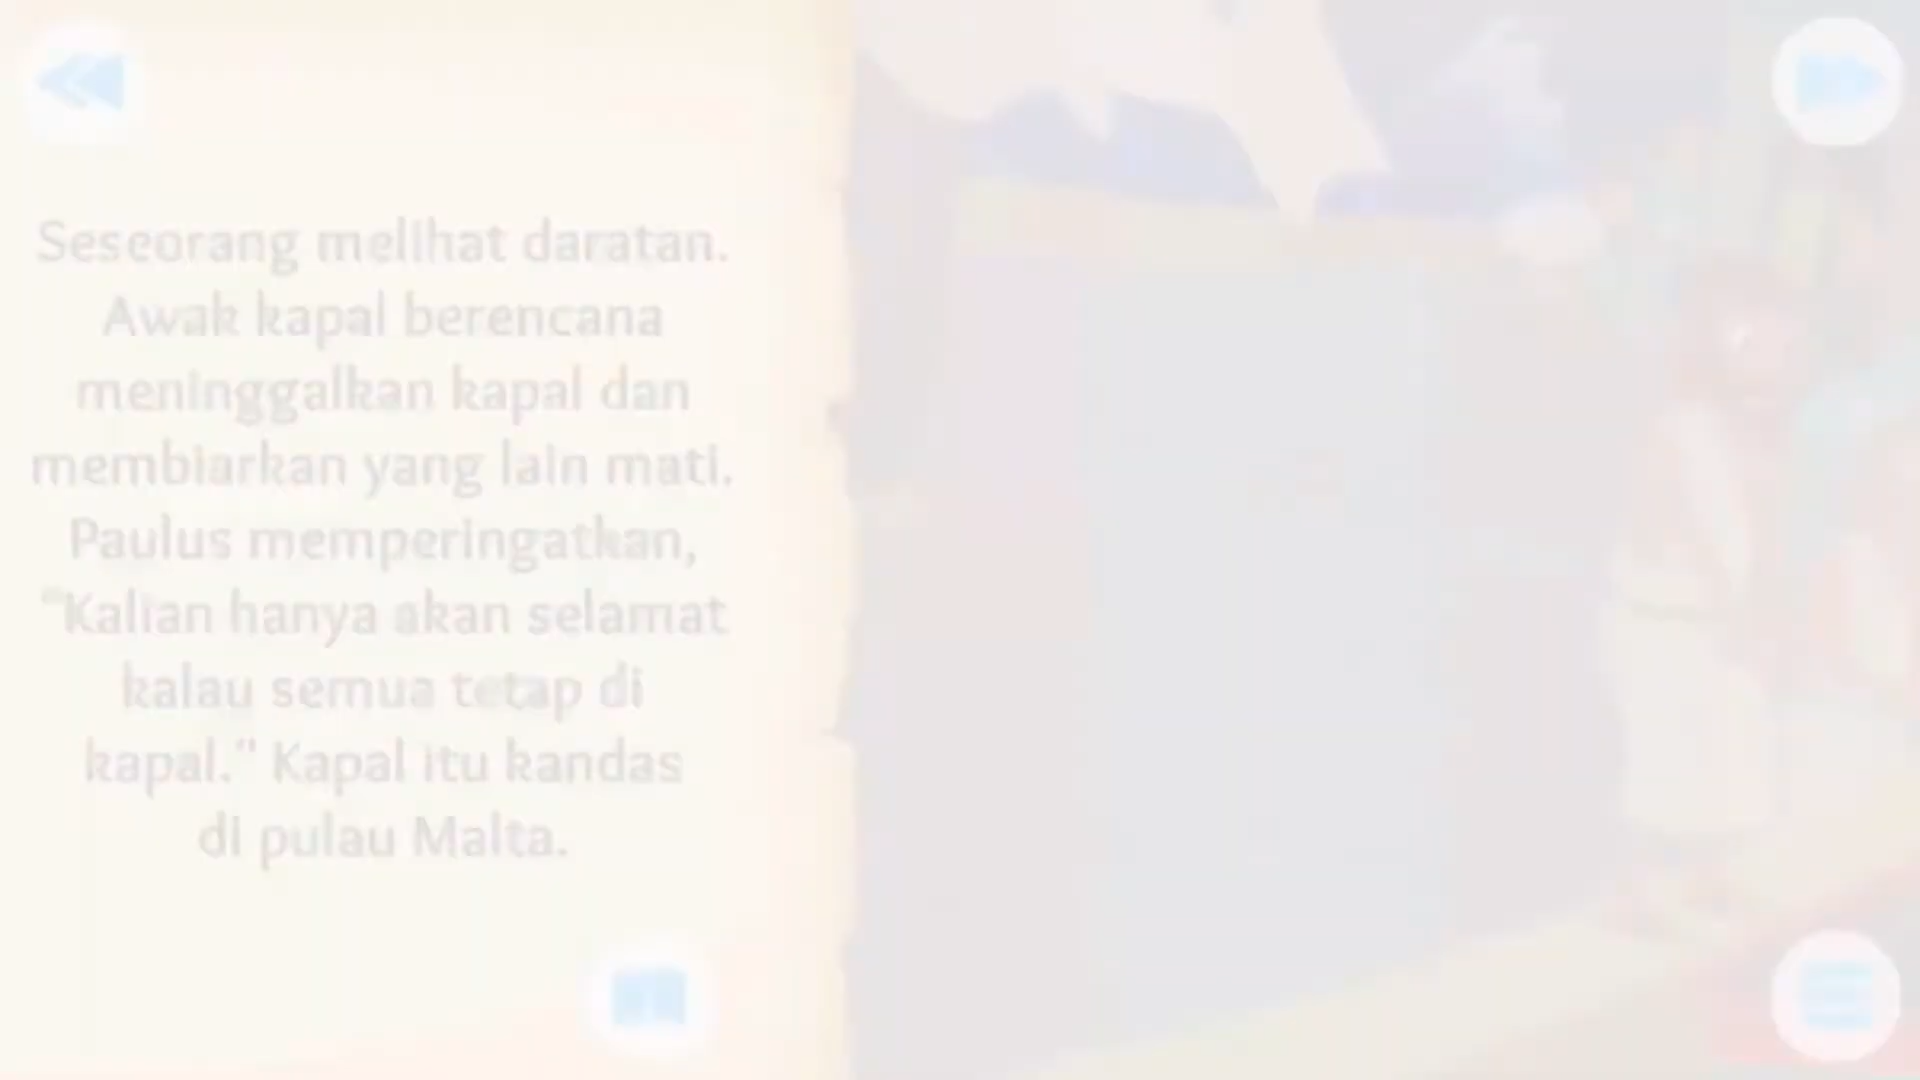 Seseorang melihat daratan.
Awak kapal berencana
meninggalkan kapal dan
membiarkan yang lain mati.
Paulus memperingatkan,
"Kalian hanya akan selamat
kalau semua tetap di
kapal." Kapal itu kandas
di pulau Malta.